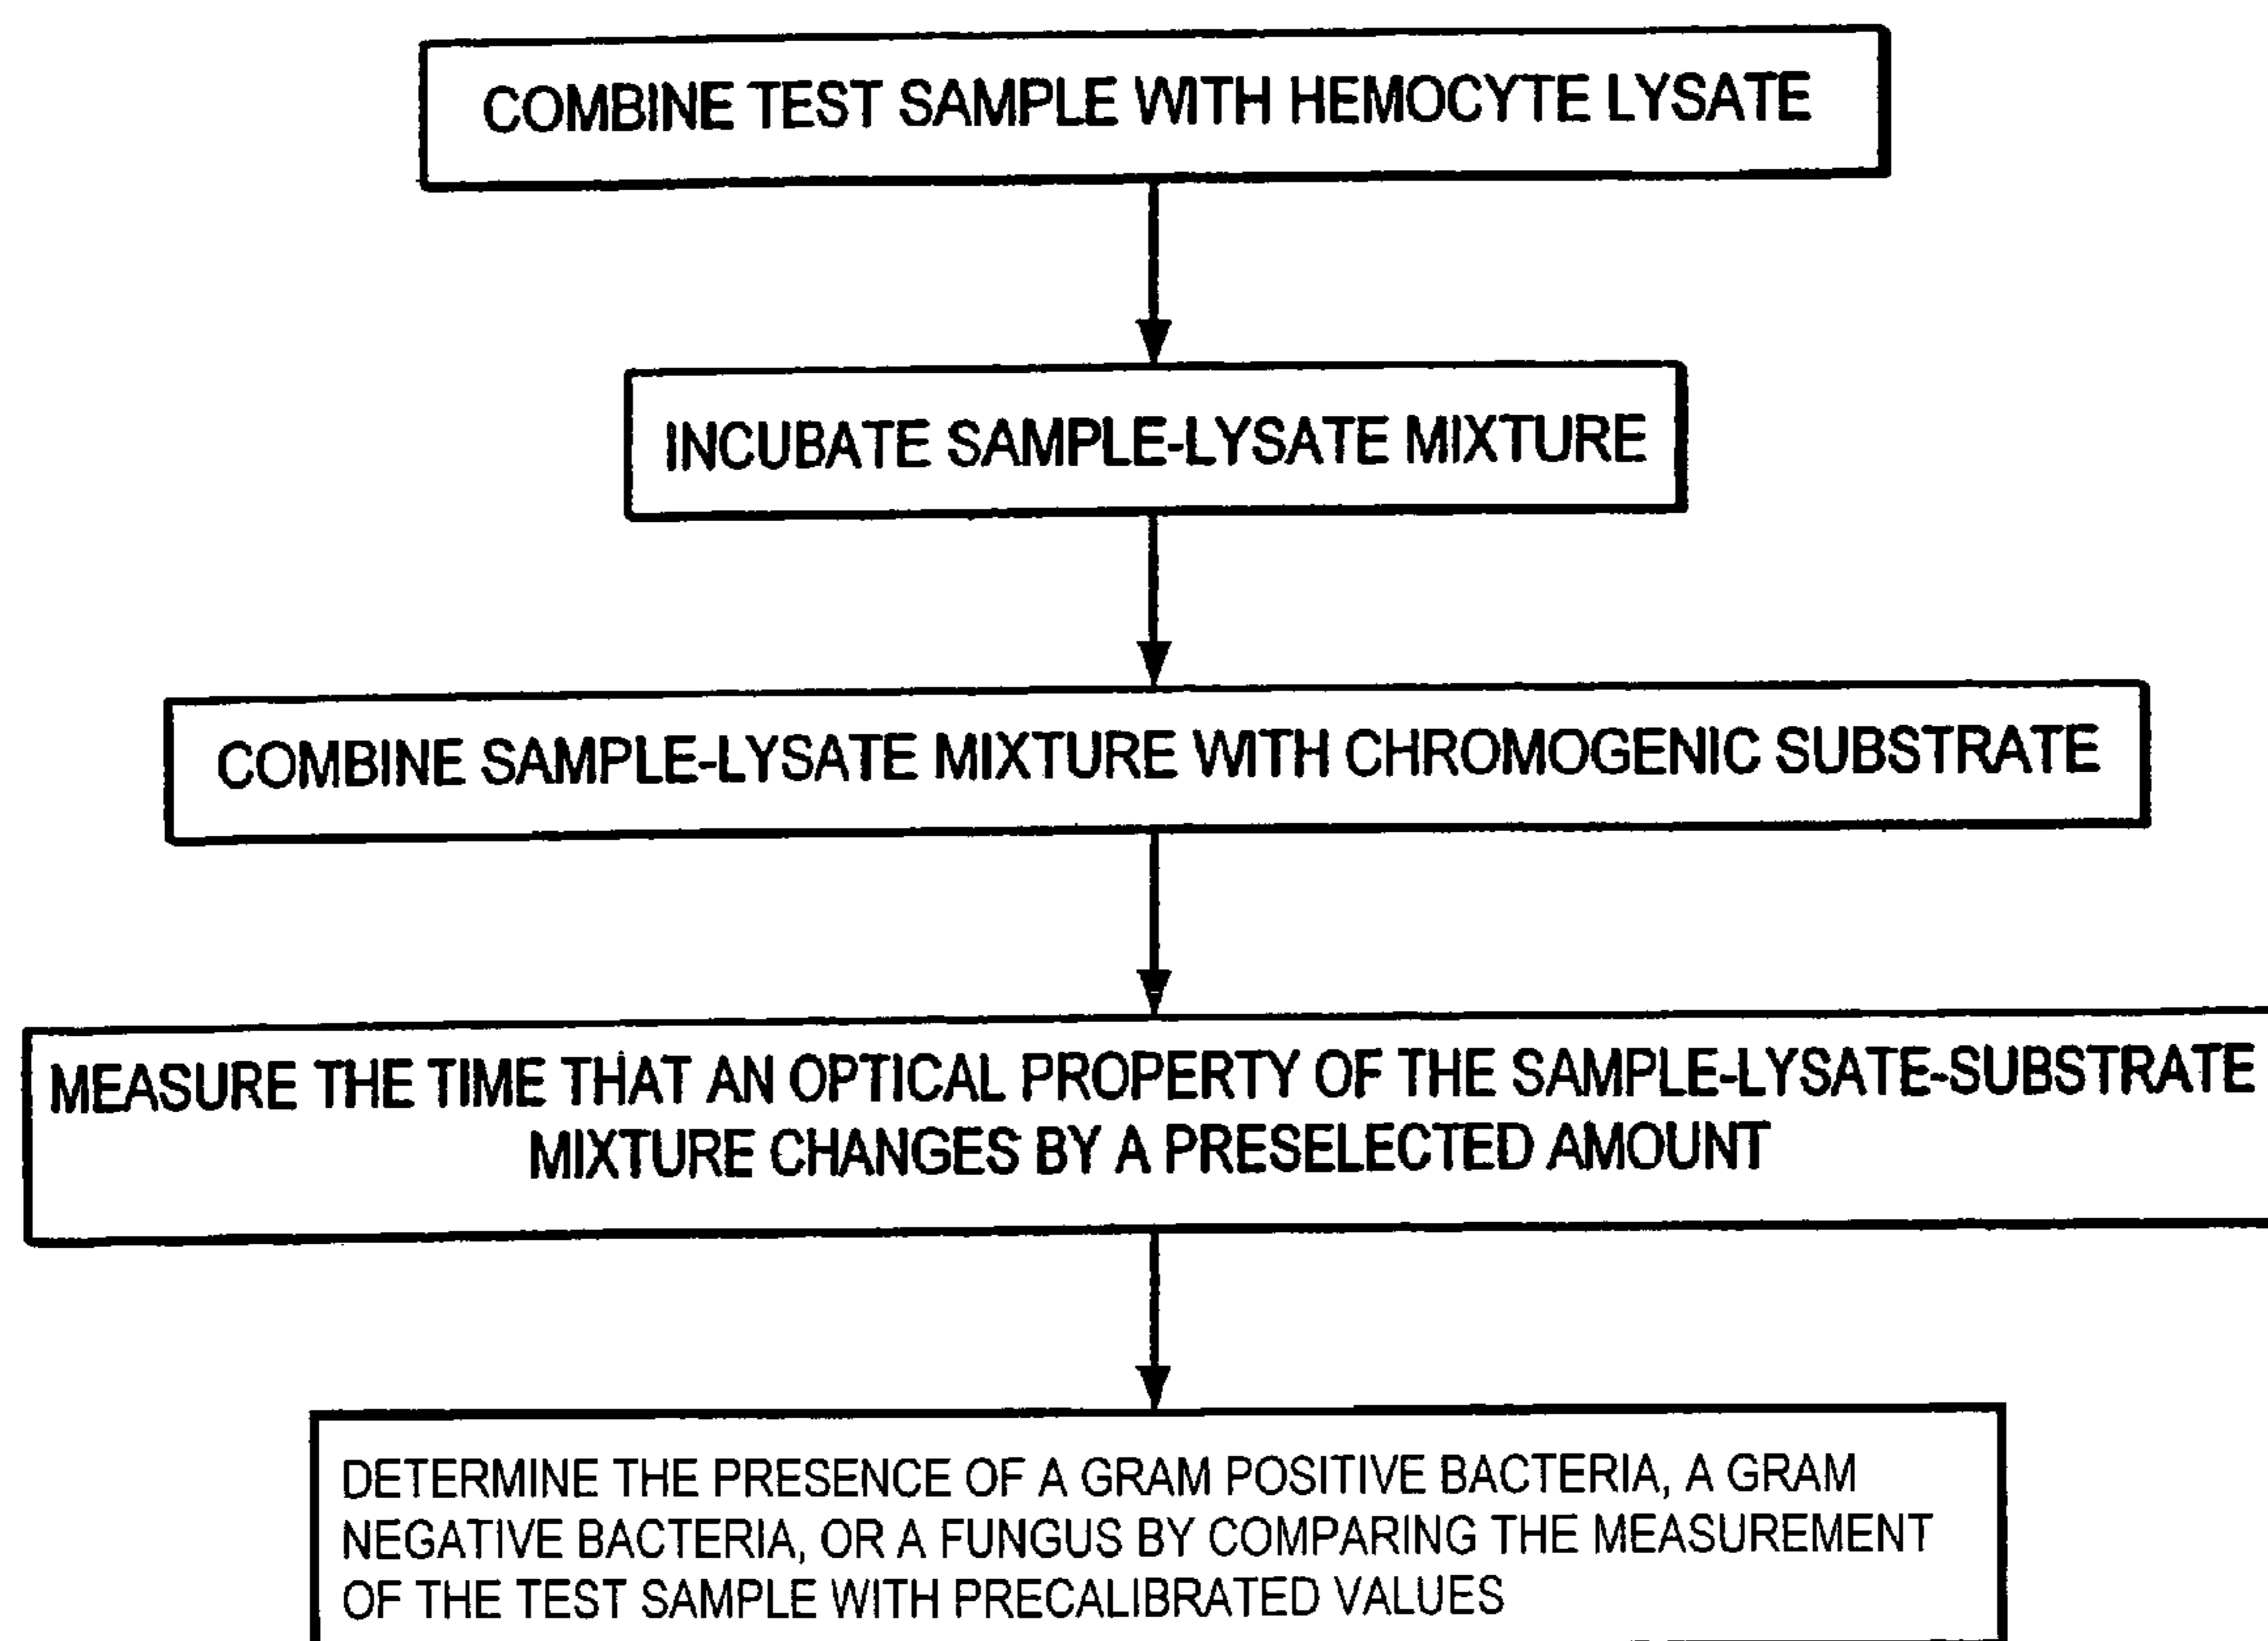 COMBINE TEST SAMPLE WITH HEMOCYTE LYSATE
INCUBATE SAMPLE-LYSATE MIXTURE
COMBINE SAMPLE-LYSATE MIXTURE WITH CHROMOGENIC SUBSTRATE
MEASURE THE TIME THAT AN OPTICAL PROPERTY OF THE SAMPLE-LYSATE-SUBSTRATE
MIXTURE CHANGES BY A PRESELECTED AMOUNT
DETERMINE THE PRESENCE OF A GRAM POSITIVE BACTERIA, A GRAM
NEGATIVE BACTERIA, OR A FUNGUS BY COMPARING THE MEASUREMENT
OF THE TEST SAMPLE WITH PRECALIBRATED VALUES